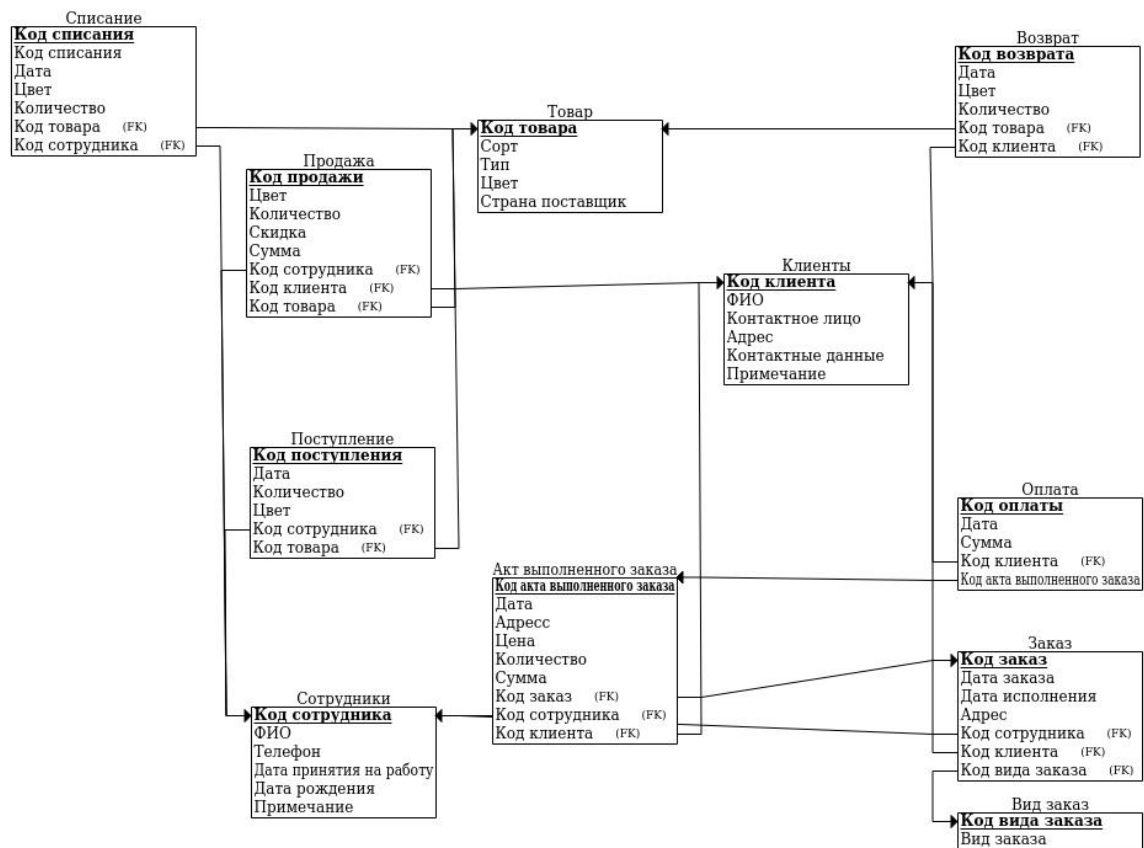 Списание
Код списания
Код списания
Дата
Цвет
Количество
Код товара (FK)
Код сотрудника (FK)
Возврат
Код возврата
Дата
Цвет
Количество
Код товара (FK)
Код клиента (FK)
Товар
Код товара
Сорт
Тип
Цвет
Страна поставщик
Продажа
Код продажи
Цвет
Количество
Скидка
Сумма
Код сотрудника (FK)
Код клиента (FK)
Код товара (FK)
Клиенты
Код клиента
ФИО
Контактное лицо
Адрес
Контактные данные
Примечание
Поступление
Код поступления
Дата
Количество
Цвет
Код сотрудника (FK)
Код товара (FK)
Оплата
Код оплаты
Дата
Сумма
Код клиента (FK)
Код акта выполненного заказа
Акт выполненного заказа
Код акта выполненного заказа
Дата
Адресс
Цена
Количество
Сумма
Код заказ (FK)
Код сотрудника (FK)
Код клиента (FK)
Заказ
Код заказ
Дата заказа
Дата исполнения
Адрес
Код сотрудника (FK)
Код клиента (FK)
Код вида заказа (FK)
Сотрудники
Код сотрудника
ФИО
Телефон
Дата принятия на работу
Дата рождения
Примечание
Вид заказ
Код вида заказа
Вид заказа